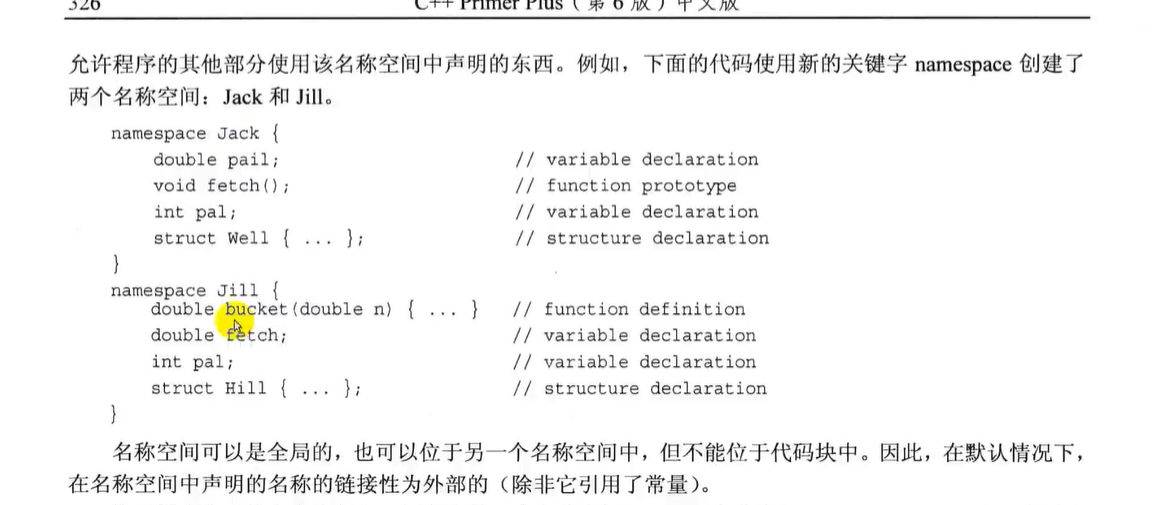 326 C++ Primer Plus（第 6 版）中文版
允许程序的其他部分使用该名称空间中声明的东西。例如，下面的代码使用新的关键字 namespace 创建了
两个名称空间：Jack 和 Jill。
namespace Jack {
double pail; // variable declaration
void fetch(); // function prototype
int pal; // variable declaration
struct Well { ... }; // structure declaration
}
namespace Jill {
double bucket(double n) { ... } // function definition
double fetch; // variable declaration
int pal; // variable declaration
struct Hill { ... }; // structure declaration
}
名称空间可以是全局的，也可以位于另一个名称空间中，但不能位于代码块中。因此，在默认情况下，
在名称空间中声明的名称的链接性为外部的（除非它引用了常量）。